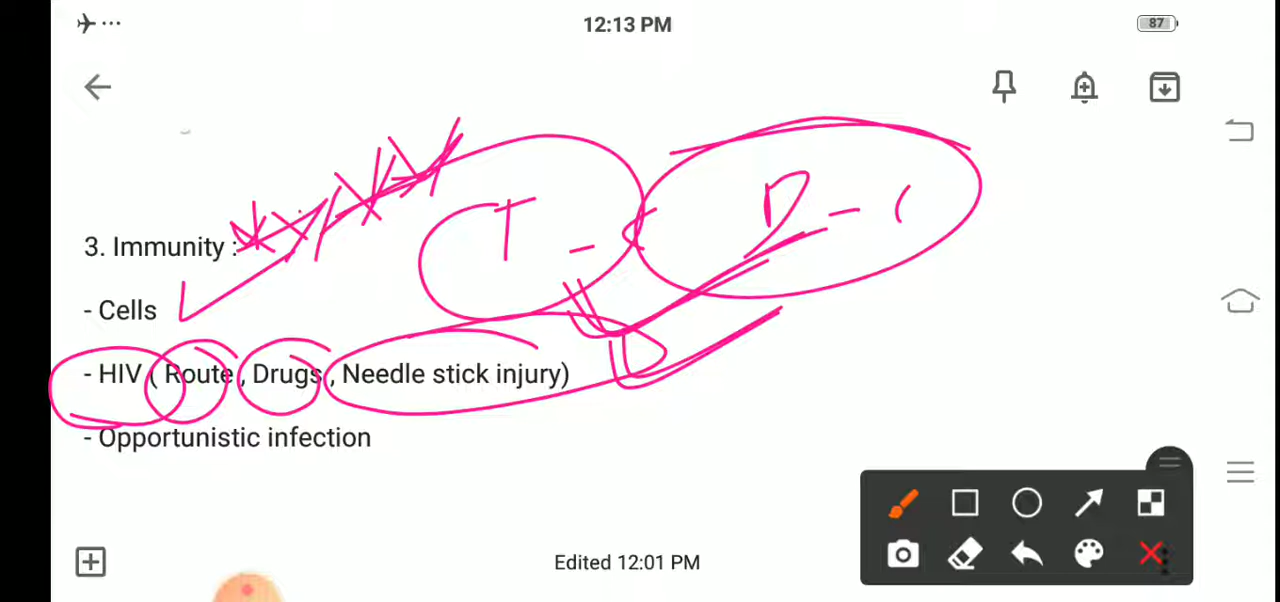 12:13 PM
87
3. Immunity :
T -
- Cells
- HIV ( Route , Drugs , Needle stick injury)
- Opportunistic infection
Edited 12:01 PM